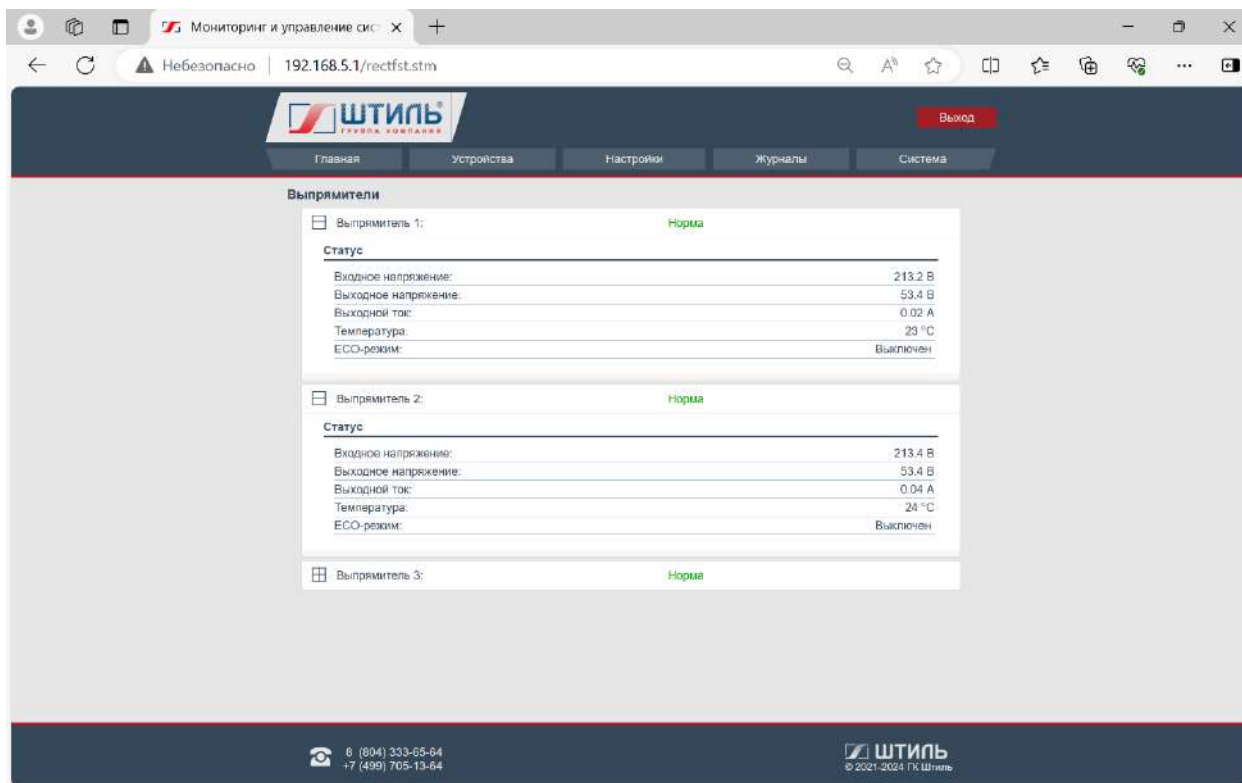 Мониторинг и управление сис
Небезопасно
192.168.5.1/rectfst.stm
ШТИЛЬ
ГРУППА КОМПАНИЙ
Выход
Главная Устройства Настройки Журналы Система
Выпрямители
Выпрямитель 1: Норма
Статус
Входное напряжение: 213.2 В
Выходное напряжение: 53.4 В
Выходной ток: 0.02 А
Температура: 23 °C
ECO-режим: Выключен
Выпрямитель 2: Норма
Статус
Входное напряжение: 213.4 В
Выходное напряжение: 53.4 В
Выходной ток: 0.04 А
Температура: 24 °C
ECO-режим: Выключен
Выпрямитель 3: Норма
8 (804) 333-65-64
+7 (499) 705-13-64
ШТИЛЬ
© 2021-2024 ГК Штиль